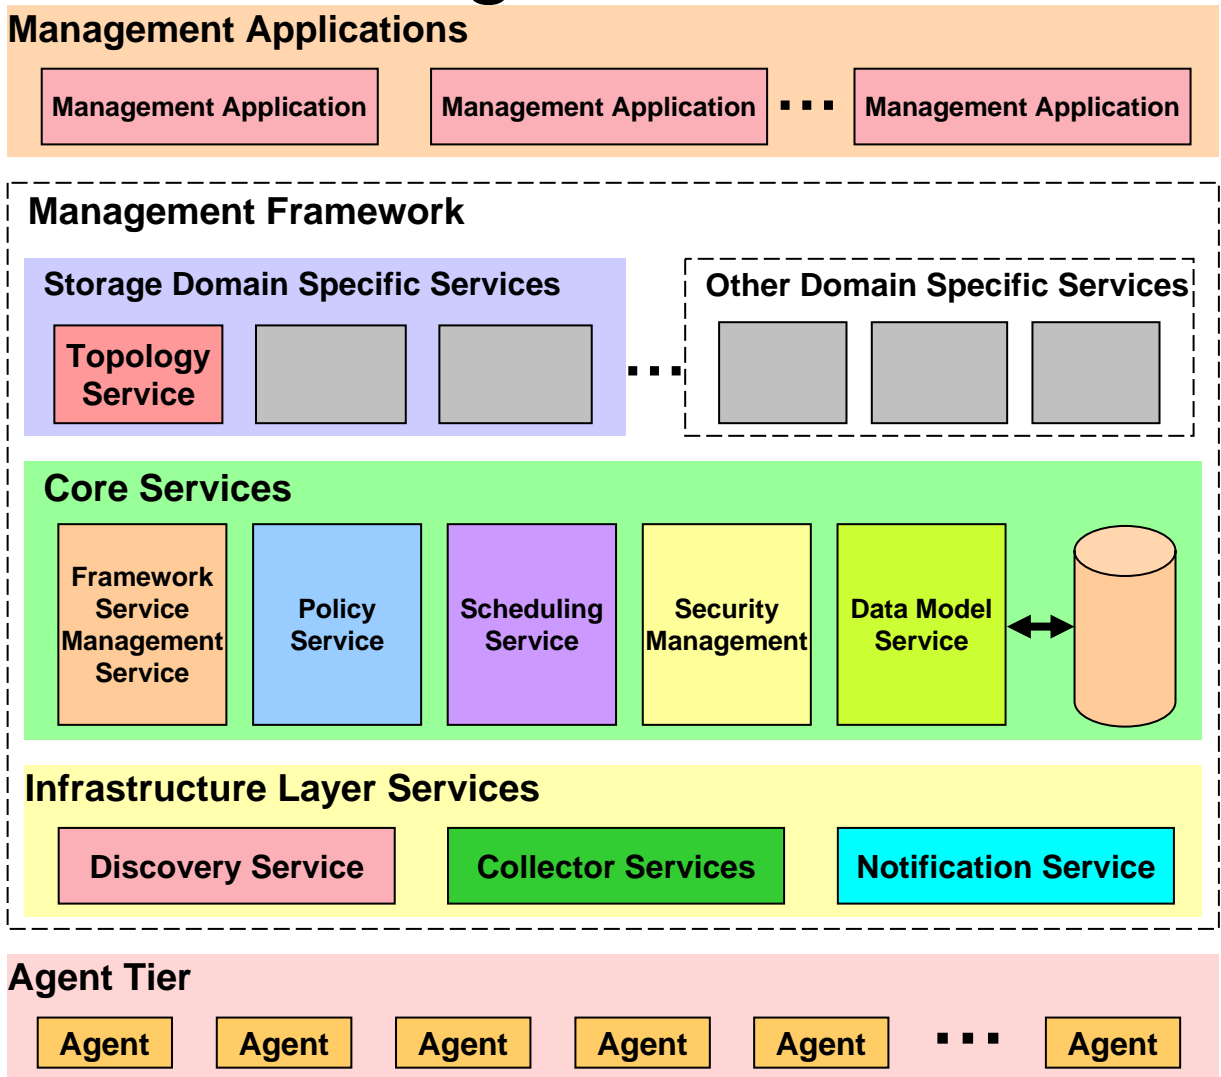 Management Applications
Management Application
Management Application
Management Application
Management Framework
Storage Domain Specific Services
Topology
Service
Other Domain Specific Services
Core Services
Framework
Service
Management
Service
Policy
Service
Scheduling
Service
Security
Management
Data Model
Service
Infrastructure Layer Services
Discovery Service
Collector Services
Notification Service
Agent Tier
Agent
Agent
Agent
Agent
Agent
Agent